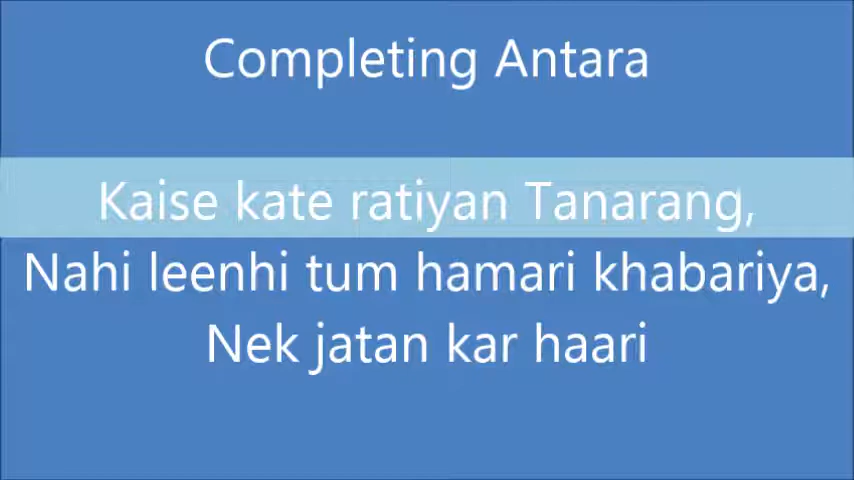 Completing Antara
Kaise kate ratiyan Tanarang,
Nahi leenhi tum hamari khabariya,
Nek jatan kar haari